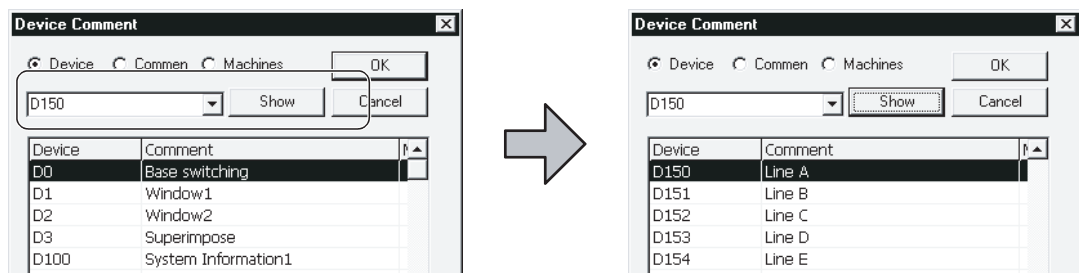 Device Comment
Device Commen Machines OK
D150 Show Cancel
Device Comment
D0 Base switching
D1 Window1
D2 Window2
D3 Superimpose
D100 System Information1
Device Comment
Device Commen Machines OK
D150 Show Cancel
Device Comment
D150 Line A
D151 Line B
D152 Line C
D153 Line D
D154 Line E